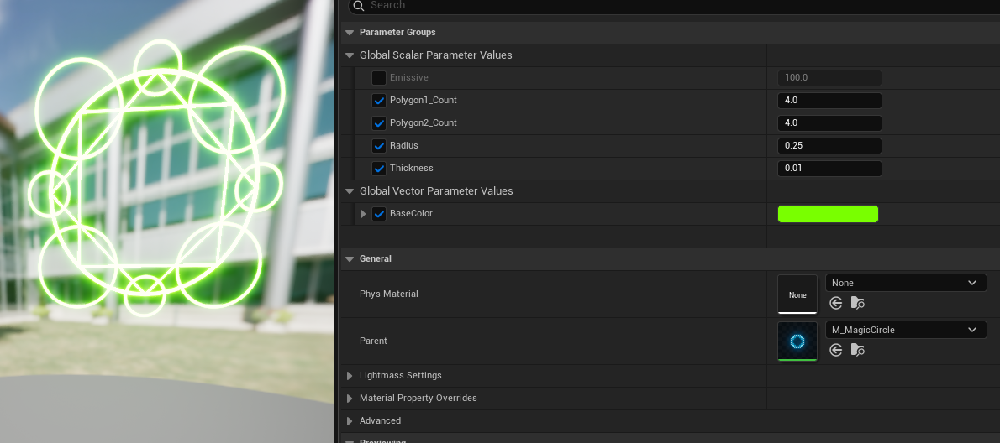 Search
Parameter Groups
Global Scalar Parameter Values
Emissive 100.0
Polygon1_Count 4.0
Polygon2_Count 4.0
Radius 0.25
Thickness 0.01
Global Vector Parameter Values
BaseColor
General
Phys Material None None
Parent M_MagicCircle
Lightmass Settings
Material Property Overrides
Advanced
Previewing